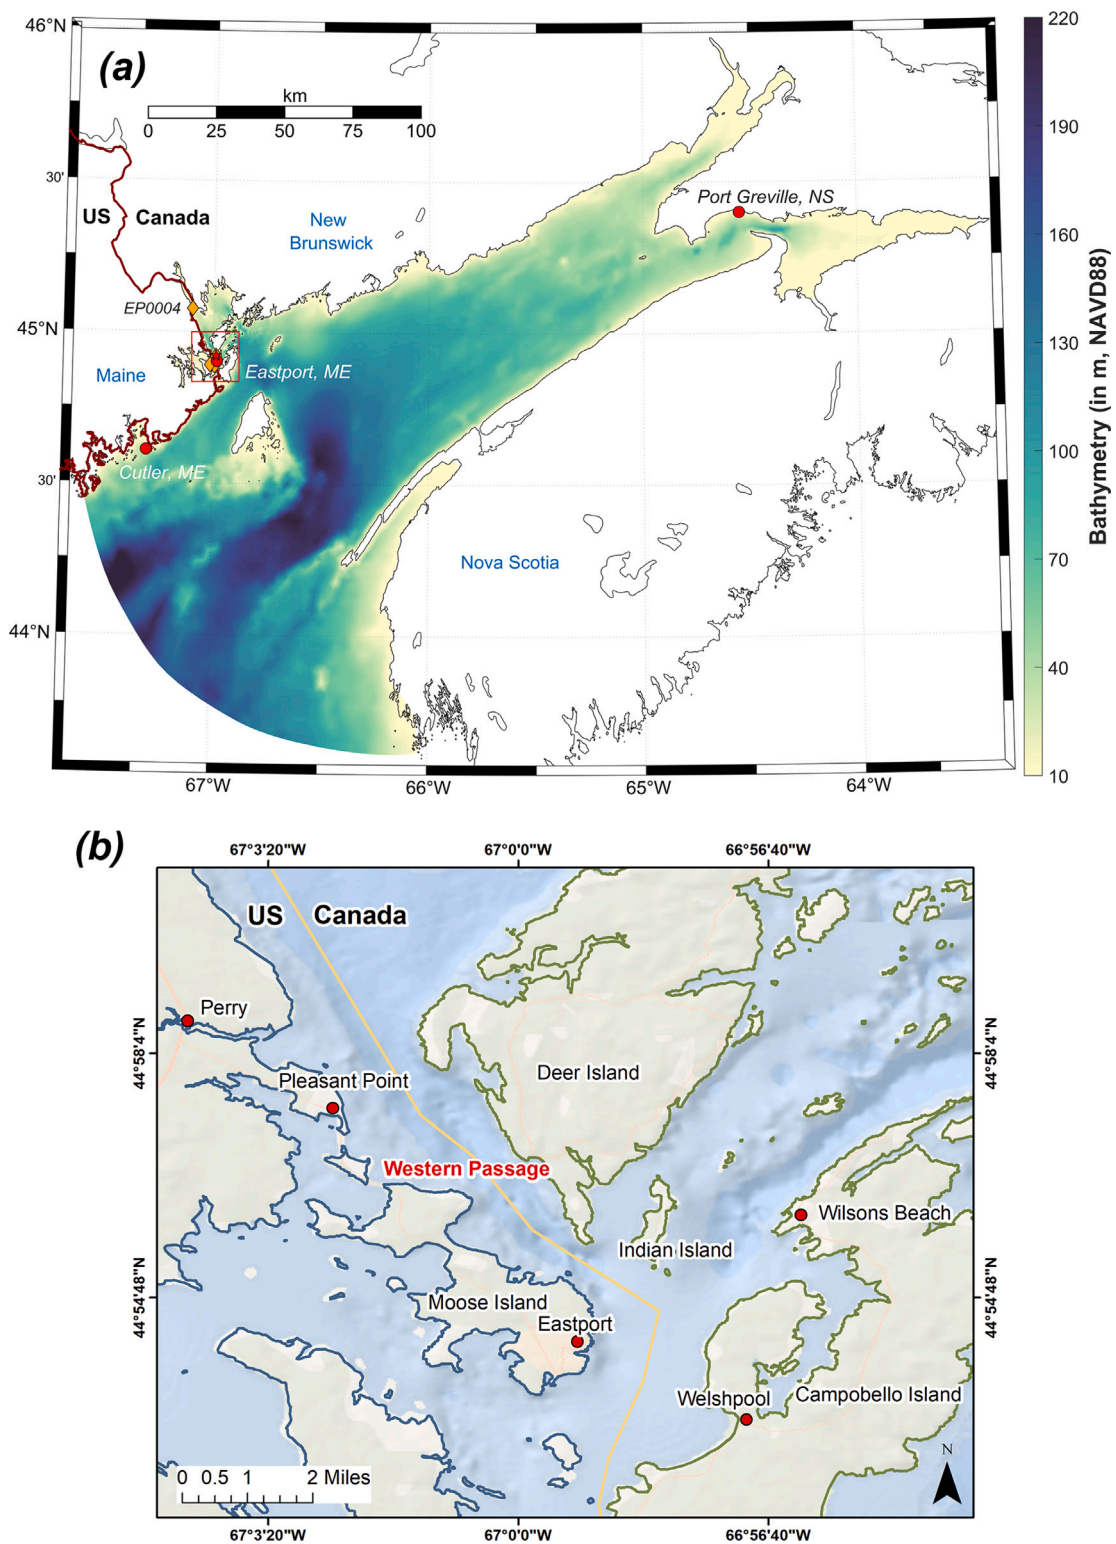 (a)
46°N
km
0 25 50 75 100
30'
US Canada
New
Brunswick
Port Greville, NS
EP0004
45°N
Maine
Eastport, ME
Cutler, ME
30'
Nova Scotia
44°N
67°W 66°W 65°W 64°W
220
190
160
130
100
70
40
10
Bathymetry (in m, NAVD88)
(b)
67°3'20"W 67°0'0"W 66°56'40"W
US Canada
Perry
44°58'4"N 44°58'4"N
Deer Island
Pleasant Point
Western Passage
Wilsons Beach
Indian Island
44°54'48"N 44°54'48"N
Moose Island
Eastport
Welshpool
Campobello Island
N
0 0.5 1 2 Miles
67°3'20"W 67°0'0"W 66°56'40"W